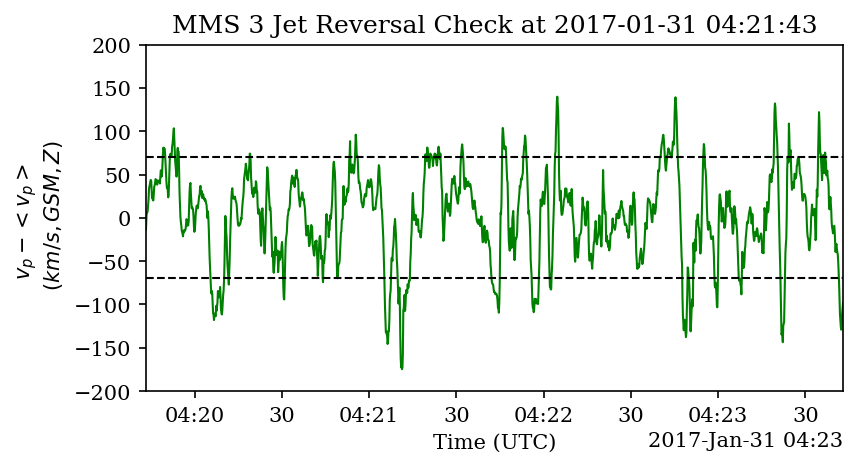 MMS 3 Jet Reversal Check at 2017-01-31 04:21:43
200
150
100
50
0
−50
−100
−150
−200
v_p − < v_p >
(km/s, GSM, Z)
04:20 30 04:21 30 04:22 30 04:23 30
Time (UTC)
2017-Jan-31 04:23